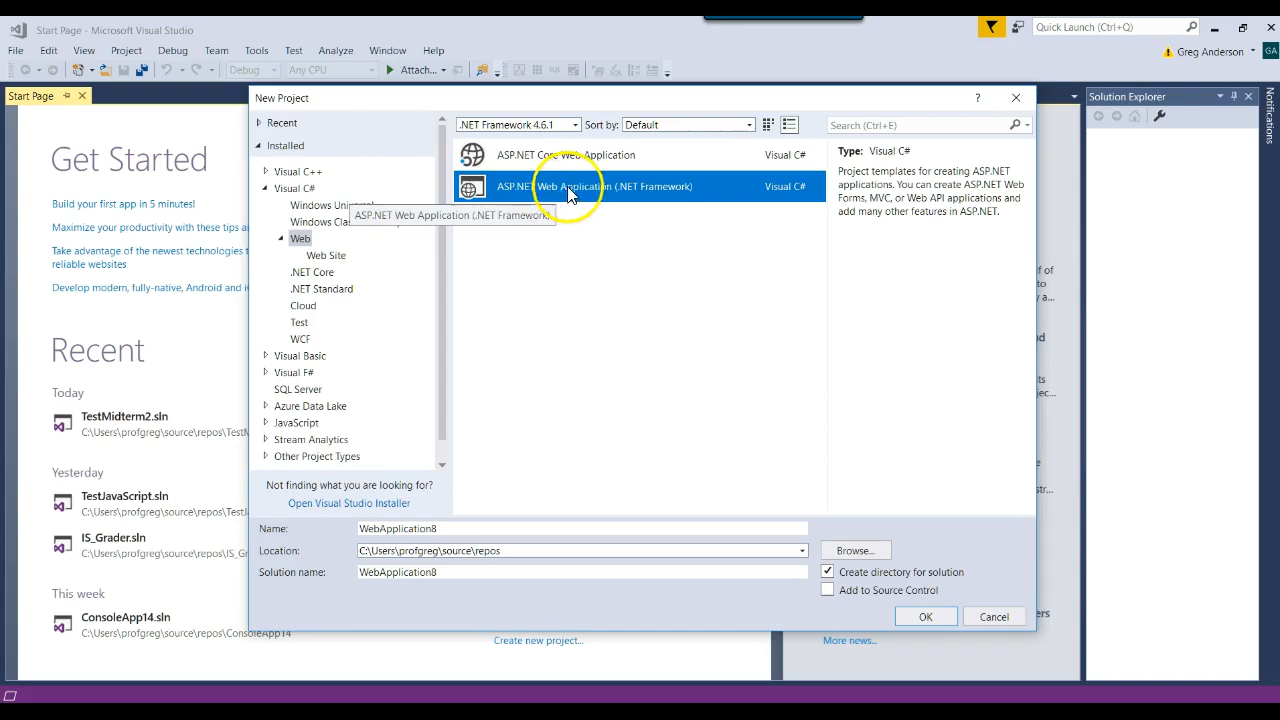 Start Page - Microsoft Visual Studio
Quick Launch (Ctrl+Q)
File Edit View Project Debug Team Tools Test Analyze Window Help
Greg Anderson GA
Debug Any CPU Attach...
Start Page
Solution Explorer
Notifications
New Project
?
Recent
.NET Framework 4.6.1 Sort by: Default
Search (Ctrl+E)
Installed
Visual C++
Visual C#
Windows
Windows
Web
Web Site
.NET Core
.NET Standard
Cloud
Test
WCF
Visual Basic
Visual F#
SQL Server
Azure Data Lake
JavaScript
Stream Analytics
Other Project Types
Not finding what you are looking for?
Open Visual Studio Installer
ASP.NET Core Web Application Visual C#
ASP.NET Web Application (.NET Framework) Visual C#
ASP.NET Web Application (.NET Framework)
Type: Visual C#
Project templates for creating ASP.NET
applications. You can create ASP.NET Web
Forms, MVC, or Web API applications and
add many other features in ASP.NET.
Name: WebApplication8
Location: C:\Users\profgreg\source\repos
Browse...
Solution name: WebApplication8
Create directory for solution
Add to Source Control
OK Cancel
Get Started
Build your first app in 5 minutes!
Maximize your productivity with these tips an
Take advantage of the newest technologies t
reliable websites
Develop modern, fully-native, Android and i
Recent
Today
TestMidterm2.sln
C:\Users\profgreg\source\repos\TestM
Yesterday
TestJavaScript.sln
C:\Users\profgreg\source\repos\TestJ
IS_Grader.sln
C:\Users\profgreg\source\repos\IS_G
This week
ConsoleApp14.sln
C:\Users\profgreg\source\repos\ConsoleApp14
Create new project...
More news...